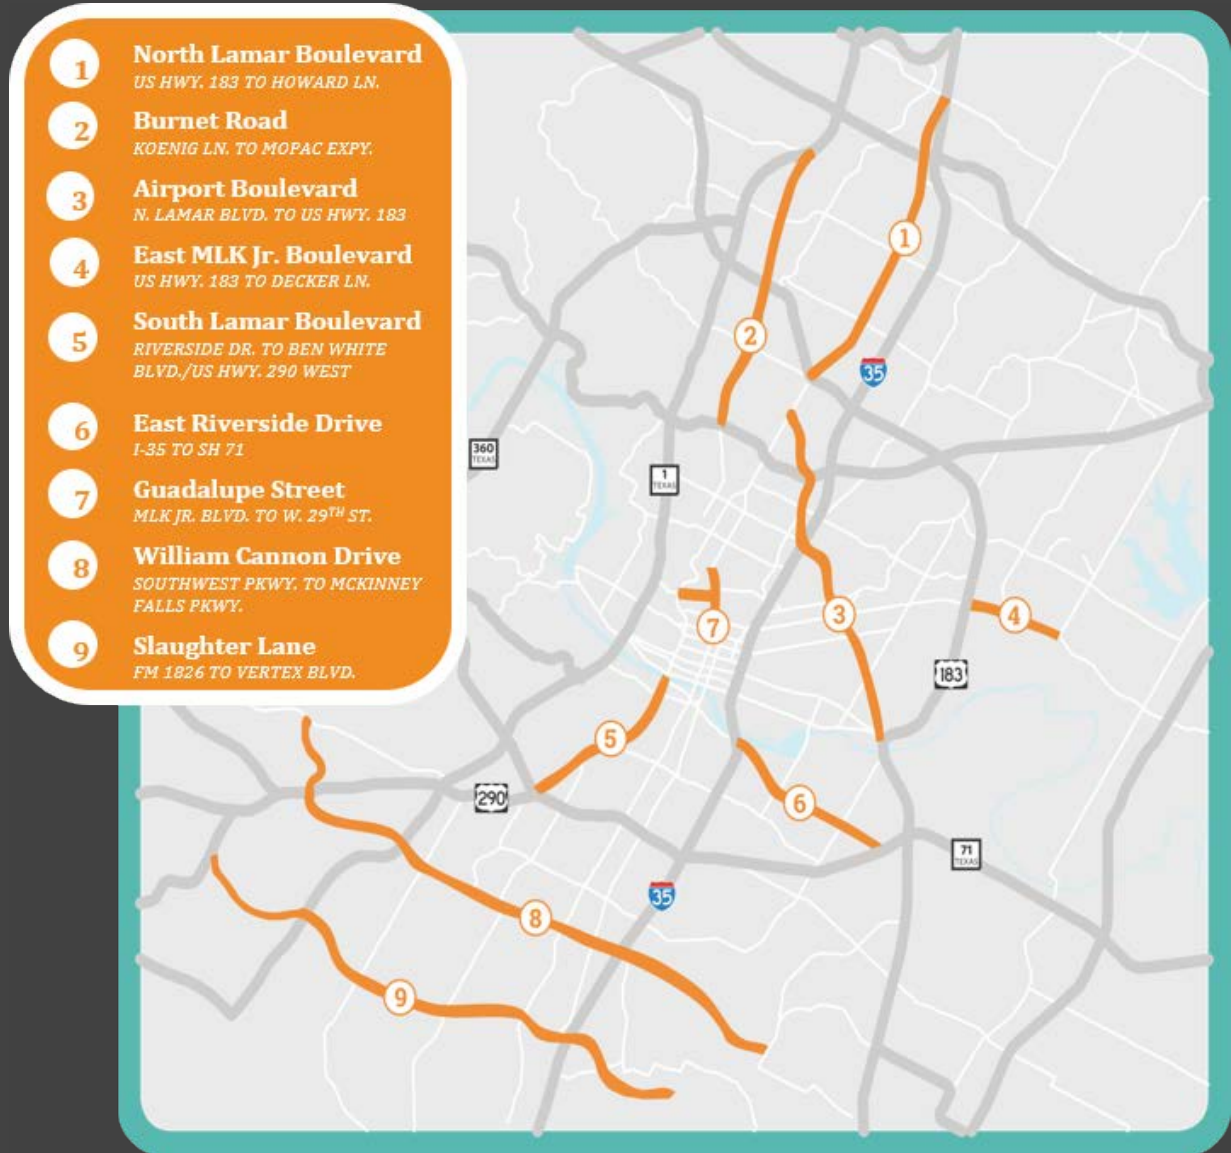 1
North Lamar Boulevard
US HWY. 183 TO HOWARD LN.
2
Burnet Road
KOENIG LN. TO MOPAC EXPY.
3
Airport Boulevard
N. LAMAR BLVD. TO US HWY. 183
4
East MLK Jr. Boulevard
US HWY. 183 TO DECKER LN.
5
South Lamar Boulevard
RIVERSIDE DR. TO BEN WHITE
BLVD./US HWY. 290 WEST
6
East Riverside Drive
I-35 TO SH 71
7
Guadalupe Street
MLK JR. BLVD. TO W. 29TH ST.
8
William Cannon Drive
SOUTHWEST PKWY. TO MCKINNEY
FALLS PKWY.
9
Slaughter Lane
FM 1826 TO VERTEX BLVD.
1
2
35
360
TEXAS
1
TEXAS
3
4
7
183
5
290
6
71
TEXAS
35
8
9